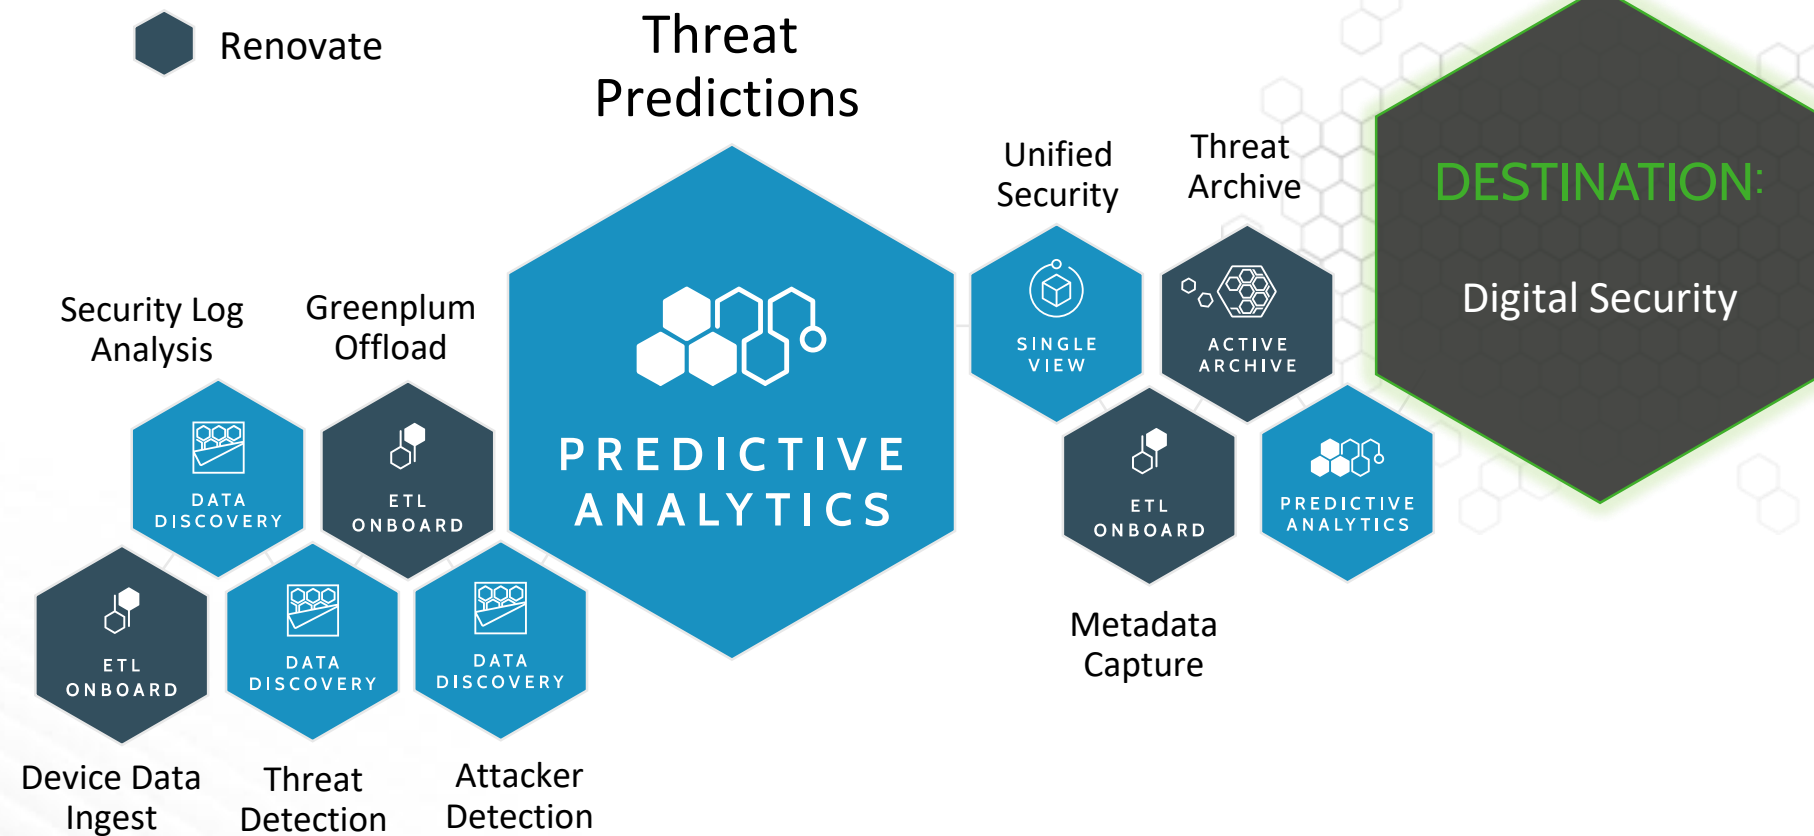 Renovate
Threat
Predictions
Unified
Security
Threat
Archive
DESTINATION:
Digital Security
Security Log
Analysis
Greenplum
Offload
SINGLE
VIEW
ACTIVE
ARCHIVE
PREDICTIVE
ANALYTICS
DATA
DISCOVERY
ETL
ONBOARD
ETL
ONBOARD
PREDICTIVE
ANALYTICS
ETL
ONBOARD
DATA
DISCOVERY
DATA
DISCOVERY
Metadata
Capture
Device Data
Ingest
Threat
Detection
Attacker
Detection